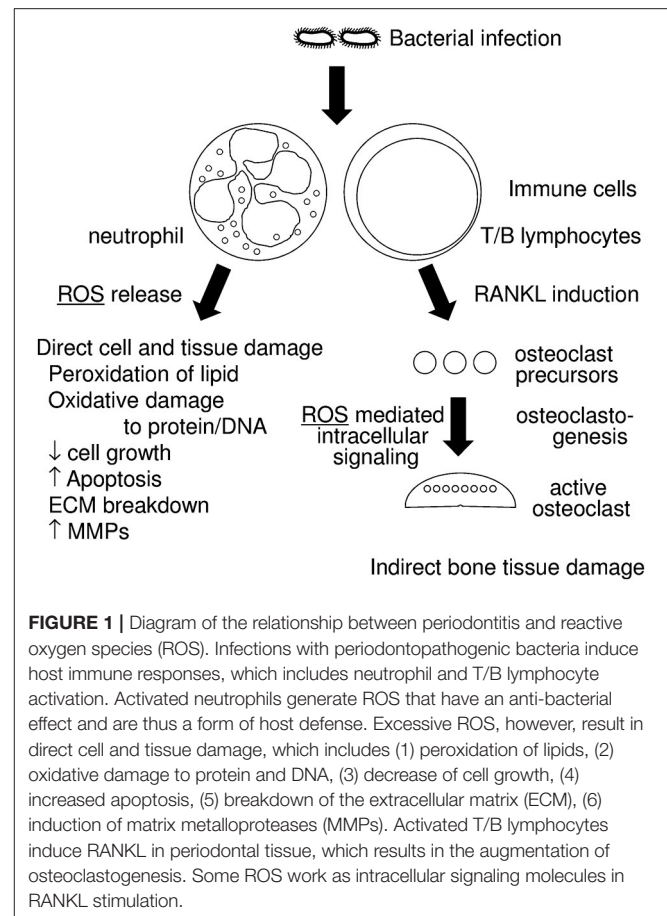 Bacterial infection
neutrophil
Immune cells
T/B lymphocytes
ROS release
RANKL induction
Direct cell and tissue damage
Peroxidation of lipid
Oxidative damage
to protein/DNA
↓ cell growth
↑ Apoptosis
ECM breakdown
↑ MMPs
osteoclast
precursors
ROS mediated
intracellular
signaling
osteoclasto-
genesis
active
osteoclast
Indirect bone tissue damage
FIGURE 1 | Diagram of the relationship between periodontitis and reactive
oxygen species (ROS). Infections with periodontopathogenic bacteria induce
host immune responses, which includes neutrophil and T/B lymphocyte
activation. Activated neutrophils generate ROS that have an anti-bacterial
effect and are thus a form of host defense. Excessive ROS, however, result in
direct cell and tissue damage, which includes (1) peroxidation of lipids, (2)
oxidative damage to protein and DNA, (3) decrease of cell growth, (4)
increased apoptosis, (5) breakdown of the extracellular matrix (ECM), (6)
induction of matrix metalloproteases (MMPs). Activated T/B lymphocytes
induce RANKL in periodontal tissue, which results in the augmentation of
osteoclastogenesis. Some ROS work as intracellular signaling molecules in
RANKL stimulation.